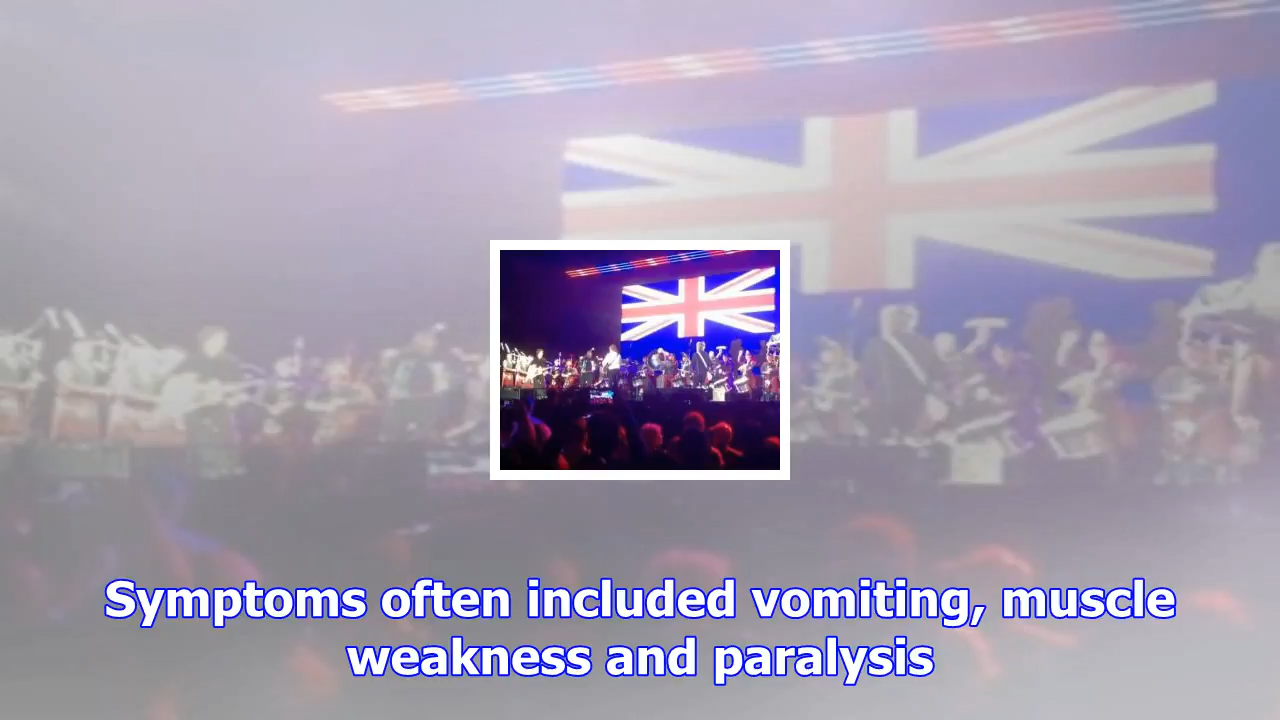 Symptoms often included vomiting, muscle
weakness and paralysis